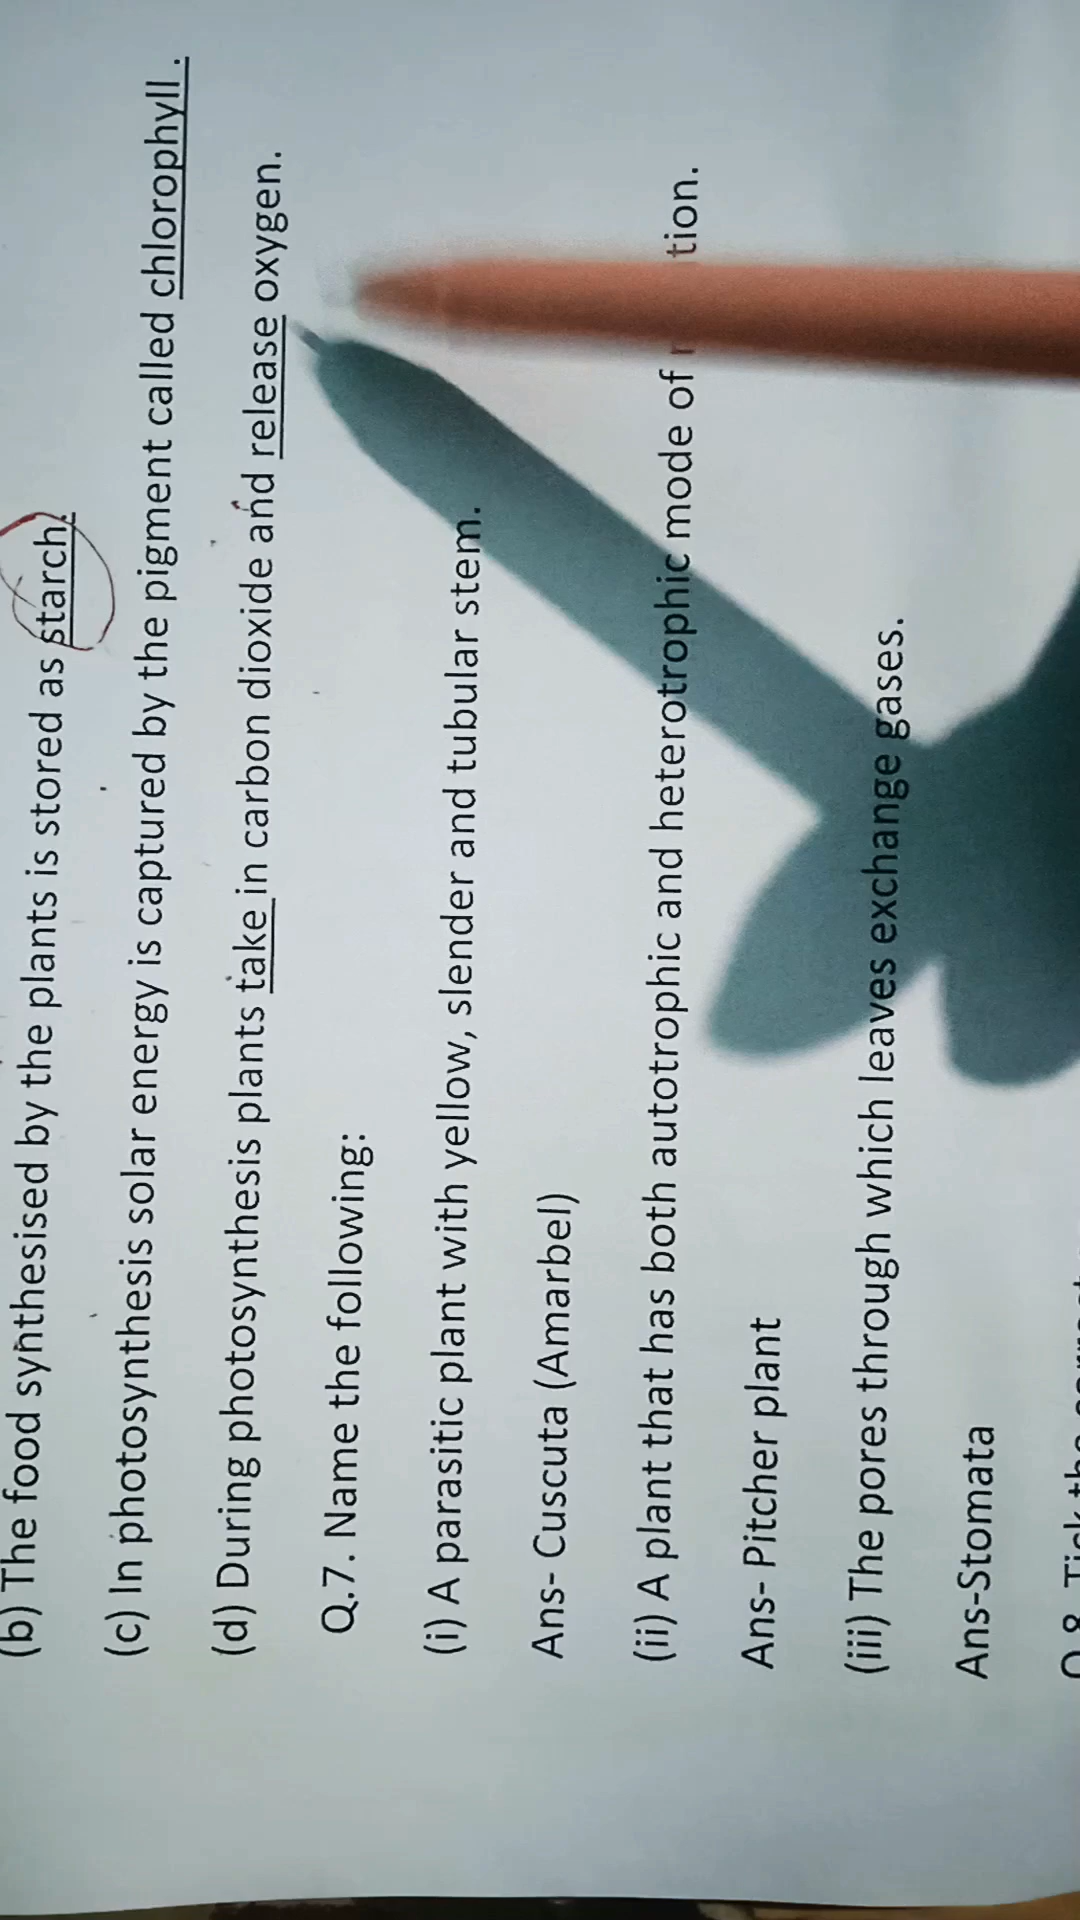 (b) The food synthesised by the plants is stored as starch.
(c) In photosynthesis solar energy is captured by the pigment called chlorophyll .
(d) During photosynthesis plants take in carbon dioxide and release oxygen.
Q.7. Name the following:
(i) A parasitic plant with yellow, slender and tubular stem.
Ans- Cuscuta (Amarbel)
(ii) A plant that has both autotrophic and heterotrophic mode of
Ans- Pitcher plant
(iii) The pores through which leaves exchange gases.
Ans-Stomata
Q.8. Tick the